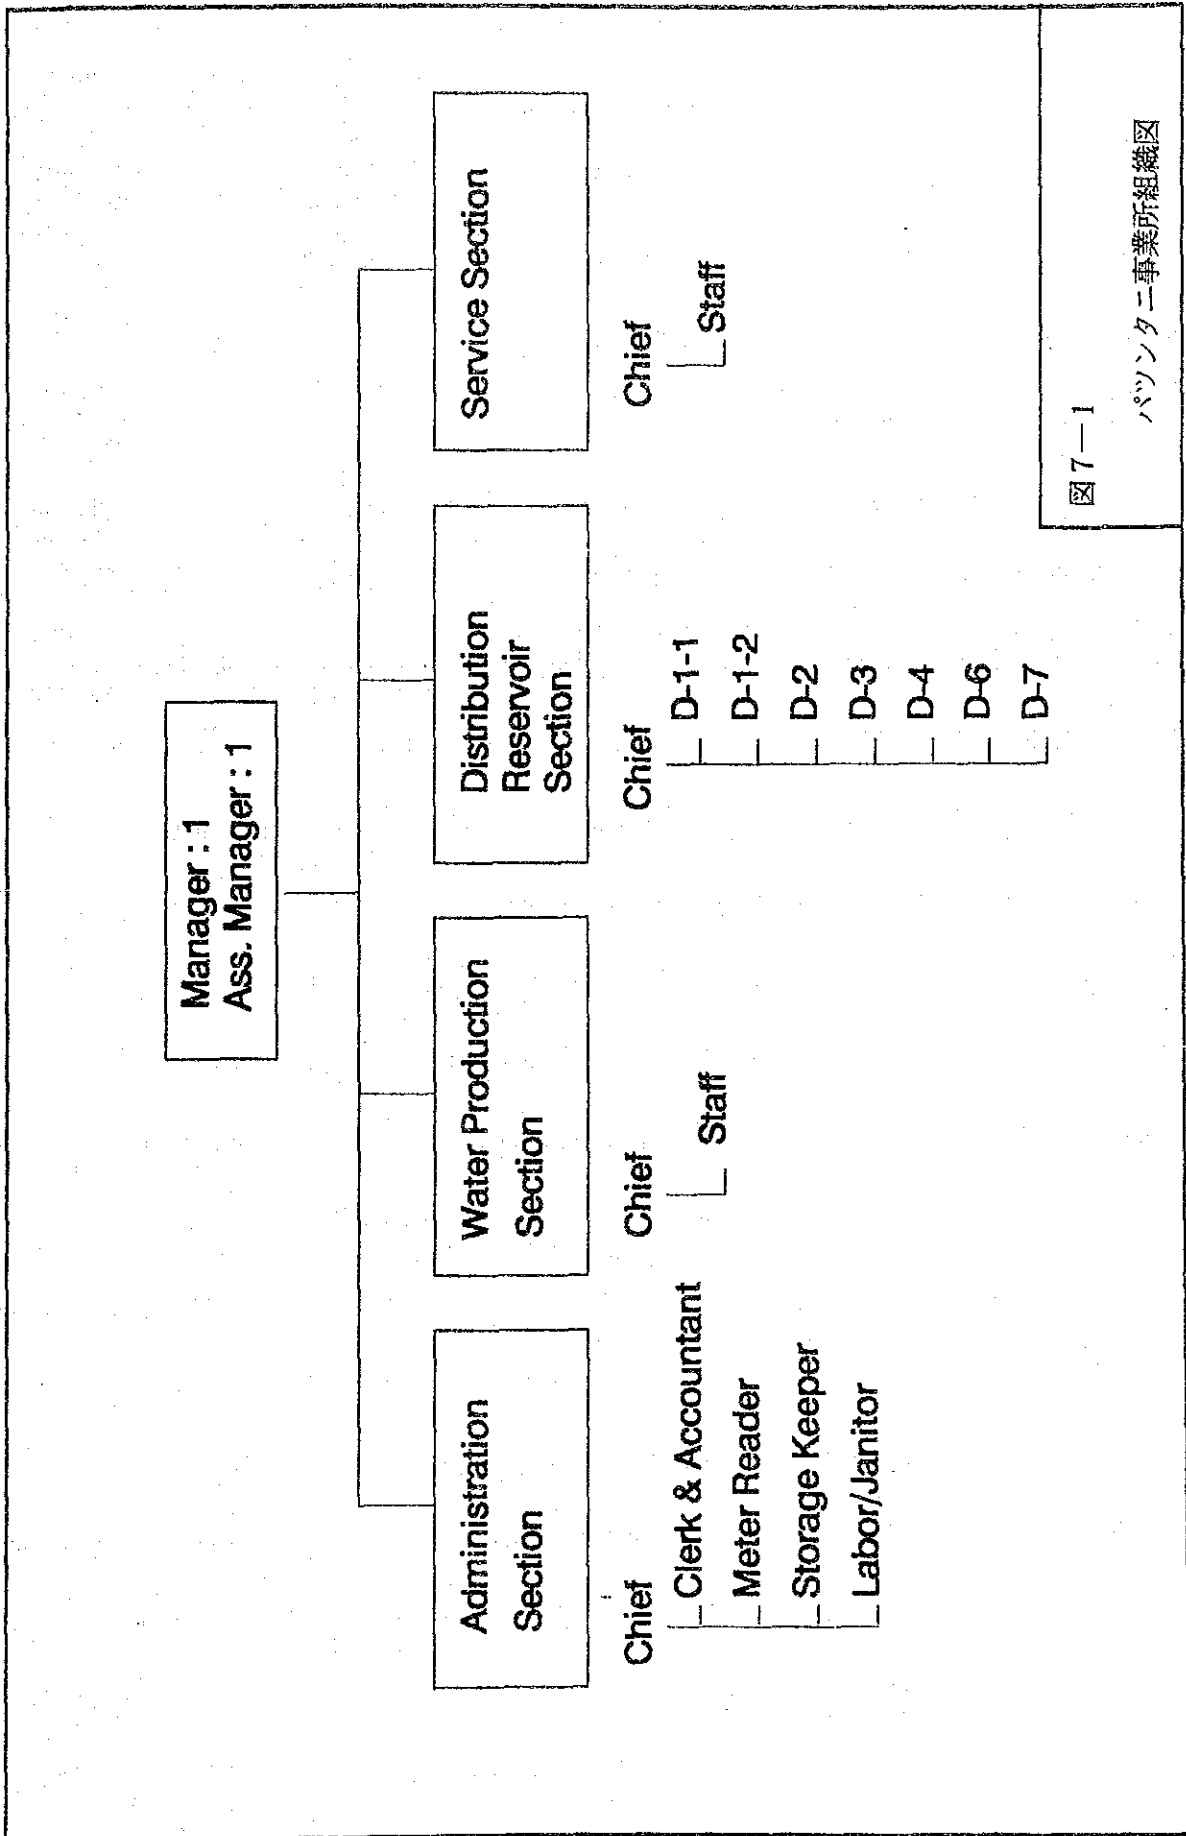 Manager : 1
Ass. Manager : 1
Administration
Section
Chief
Clerk & Accountant
Meter Reader
Storage Keeper
Labor/Janitor
Water Production
Section
Chief
Staff
Distribution
Reservoir
Section
Chief
D-1-1
D-1-2
D-2
D-3
D-4
D-6
D-7
Service Section
Chief
Staff
図7－1
パツンタニ事業所組織図